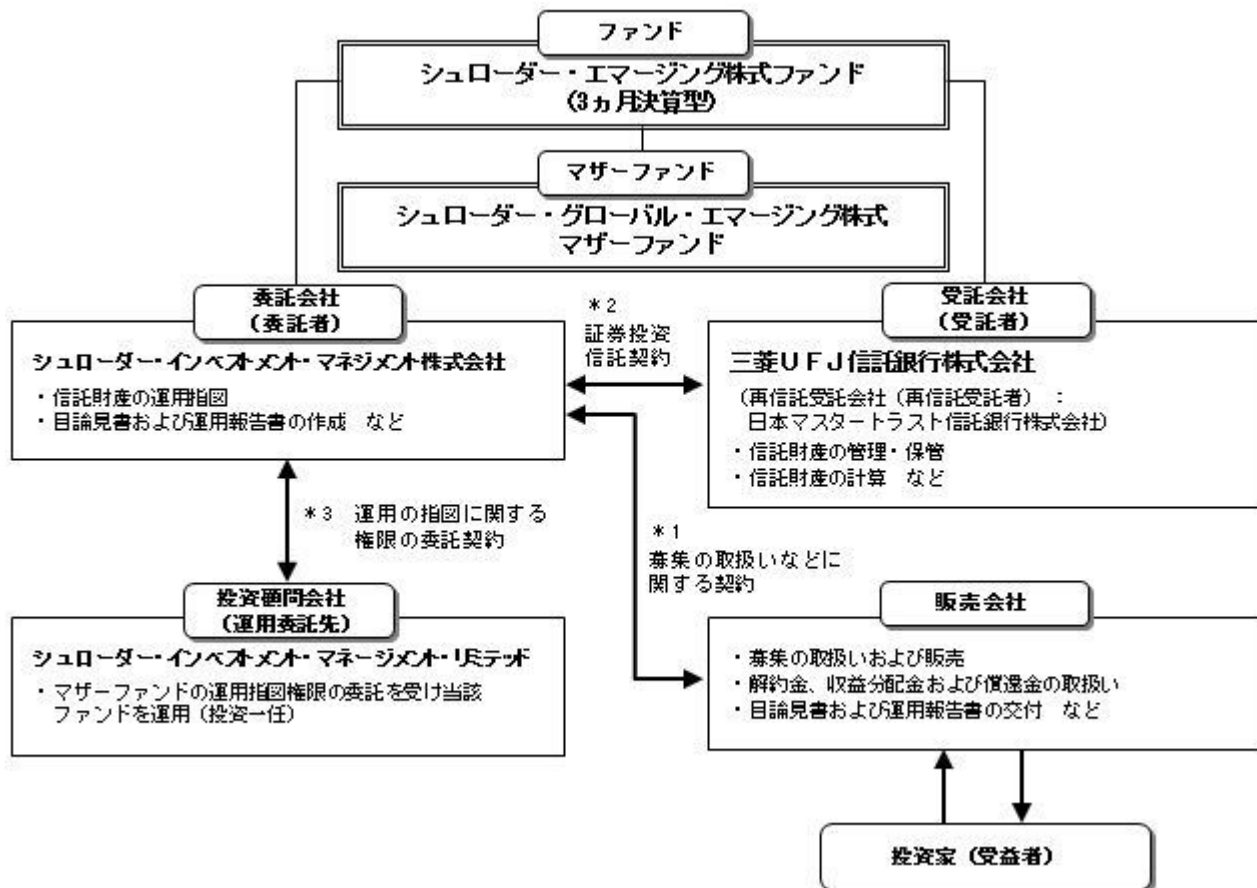 ファンド
シュローダー・エマージング株式ファンド
(3ヵ月決算型)
マザーファンド
シュローダー・グローバル・エマージング株式
マザーファンド
委託会社
(委託者)
シュローダー・インベストメント・マネジメント株式会社
・信託財産の運用指図
・目論見書および運用報告書の作成 など
*2
証券投資
信託契約
受託会社
(受託者)
三菱UFJ信託銀行株式会社
(再信託受託会社(再信託受託者) :
日本マスタートラスト信託銀行株式会社)
・信託財産の管理・保管
・信託財産の計算 など
*3 運用の指図に関する
権限の委託契約
*1
募集の取扱いなどに
関する契約
投資顧問会社
(運用委託先)
シュローダー・インベストメント・マネージメント・リミテッド
・マザーファンドの運用指図権限の委託を受け当該
ファンドを運用(投資一任)
販売会社
・募集の取扱いおよび販売
・解約金、収益分配金および償還金の取扱い
・目論見書および運用報告書の交付 など
投資家(受益者)